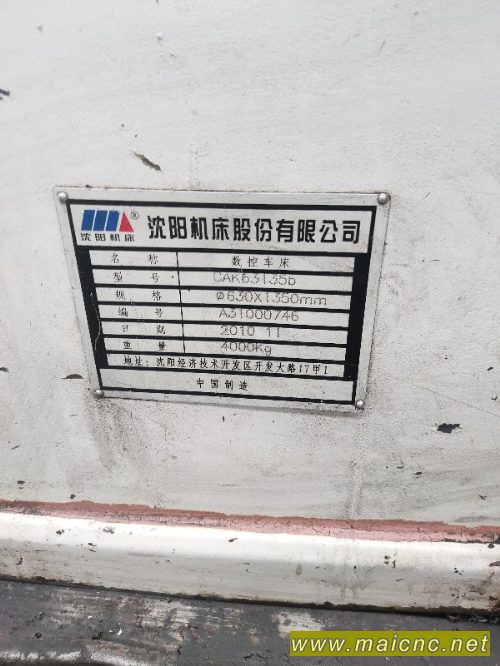 沈阳机床® 沈阳机床股份有限公司
名 称 数控车床
型 号 CAK63135b
规 格 ø630X1350mm
编 号 A31000746
日 期 2010 11
重 量 4000Kg
地址: 沈阳经济技术开发区开发大路17甲1
中国制造
www.maicnc.net